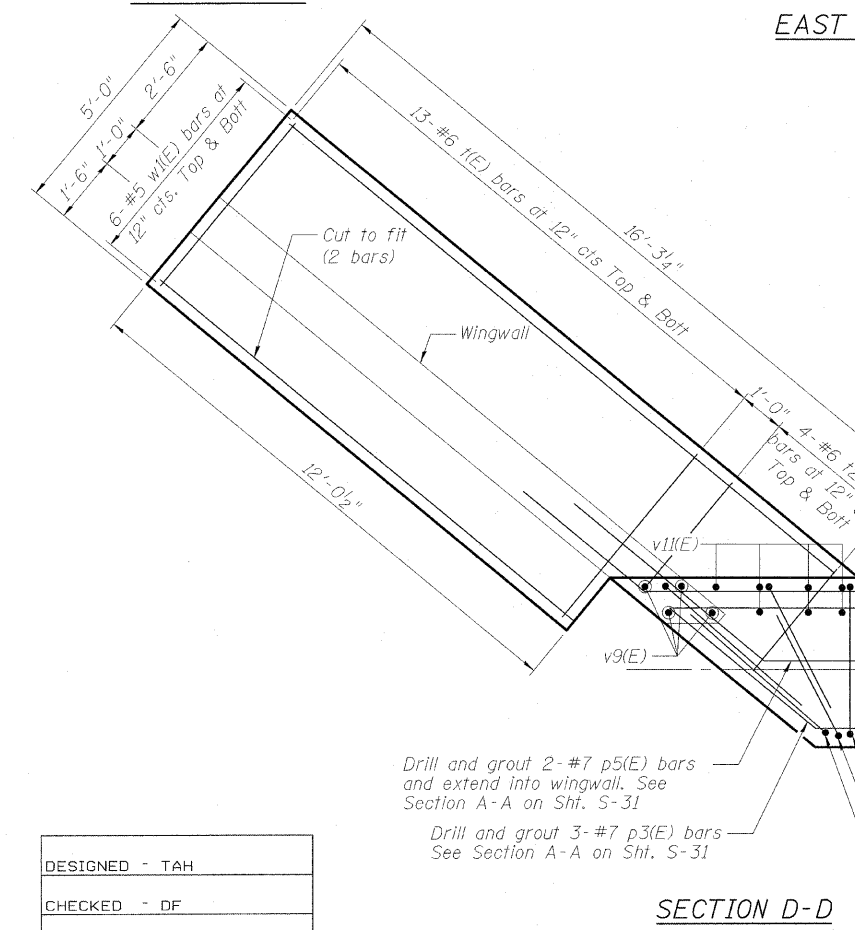 EAST
5'-0"
2'-6"
1'-0"
1'-6"
6-#5 w1(E) bars at
12" cts. Top & Bott
13-#6 t(E) bars at 12" cts Top & Bott
16'-3¼"
Cut to fit
(2 bars)
Wingwall
1'-0"
4-#6
bars at 12"
Top & Bott
12'-0½"
v11(E)
v9(E)
Drill and grout 2-#7 p5(E) bars
and extend into wingwall. See
Section A-A on Sht. S-31
Drill and grout 3-#7 p3(E) bars
See Section A-A on Sht. S-31
DESIGNED - TAH
CHECKED - DF
SECTION D-D